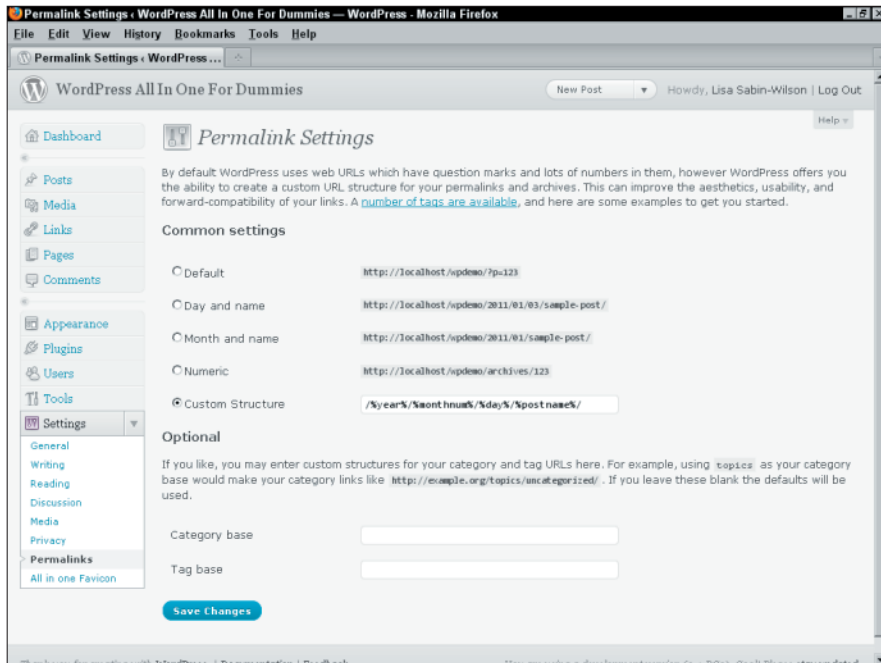 Permalink Settings ‹ WordPress All In One For Dummies — WordPress - Mozilla Firefox
File Edit View History Bookmarks Tools Help
Permalink Settings ‹ WordPress ...
WordPress All In One For Dummies
New Post
Howdy, Lisa Sabin-Wilson | Log Out
Help
Dashboard
Posts
Media
Links
Pages
Comments
Appearance
Plugins
Users
Tools
Settings
General
Writing
Reading
Discussion
Media
Privacy
Permalinks
All in one Favicon
Permalink Settings
By default WordPress uses web URLs which have question marks and lots of numbers in them, however WordPress offers you
the ability to create a custom URL structure for your permalinks and archives. This can improve the aesthetics, usability, and
forward-compatibility of your links. A number of tags are available, and here are some examples to get you started.
Common settings
Default http://localhost/wpdemo/?p=123
Day and name http://localhost/wpdemo/2011/01/03/sample-post/
Month and name http://localhost/wpdemo/2011/01/sample-post/
Numeric http://localhost/wpdemo/archives/123
Custom Structure /%year%/%monthnum%/%day%/%postname%/
Optional
If you like, you may enter custom structures for your category and tag URLs here. For example, using topics as your category
base would make your category links like http://example.org/topics/uncategorized/ . If you leave these blank the defaults will be
used.
Category base
Tag base
Save Changes